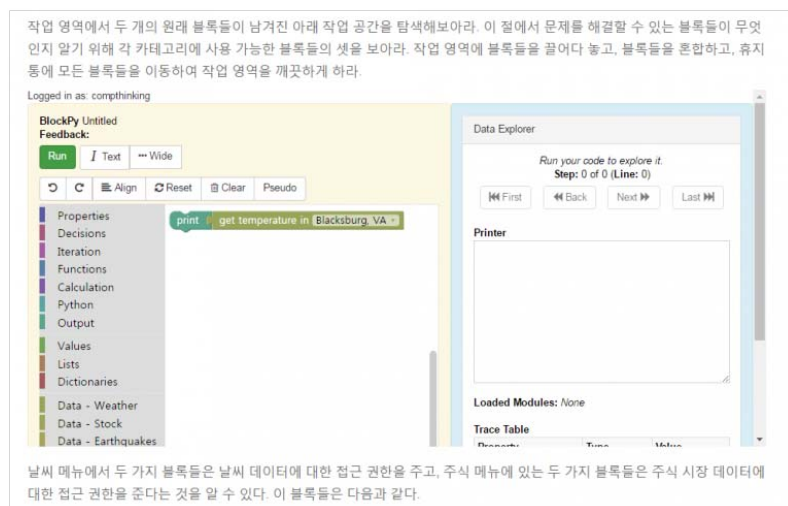 작업 영역에서 두 개의 원래 블록들이 남겨진 아래 작업 공간을 탐색해보아라. 이 절에서 문제를 해결할 수 있는 블록들이 무엇
인지 알기 위해 각 카테고리에 사용 가능한 블록들의 셋을 보아라. 작업 영역에 블록들을 끌어다 놓고, 블록들을 혼합하고, 휴지
통에 모든 블록들을 이동하여 작업 영역을 깨끗하게 하라.
Logged in as: compthinking
BlockPy Untitled
Feedback:
Run Text Wide
Align Reset Clear Pseudo
Properties
Decisions
Iteration
Functions
Calculation
Python
Output
Values
Lists
Dictionaries
Data - Weather
Data - Stock
Data - Earthquakes
print get temperature in Blacksburg, VA
Data Explorer
Run your code to explore it.
Step: 0 of 0 (Line: 0)
First Back Next Last
Printer
Loaded Modules: None
Trace Table
Property Type Value
날씨 메뉴에서 두 가지 블록들은 날씨 데이터에 대한 접근 권한을 주고, 주식 메뉴에 있는 두 가지 블록들은 주식 시장 데이터에
대한 접근 권한을 준다는 것을 알 수 있다. 이 블록들은 다음과 같다.